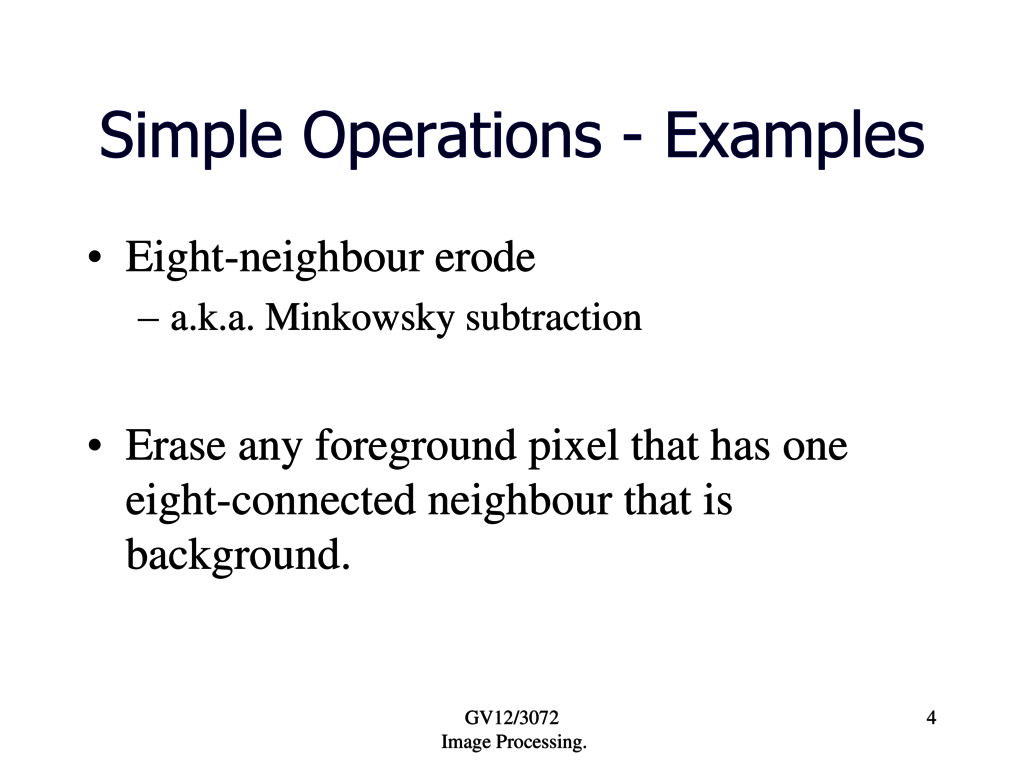 Simple Operations - Examples
• Eight-neighbour erode
– a.k.a. Minkowsky subtraction
• Erase any foreground pixel that has one
eight-connected neighbour that is
background.
GV12/3072
Image Processing.
4